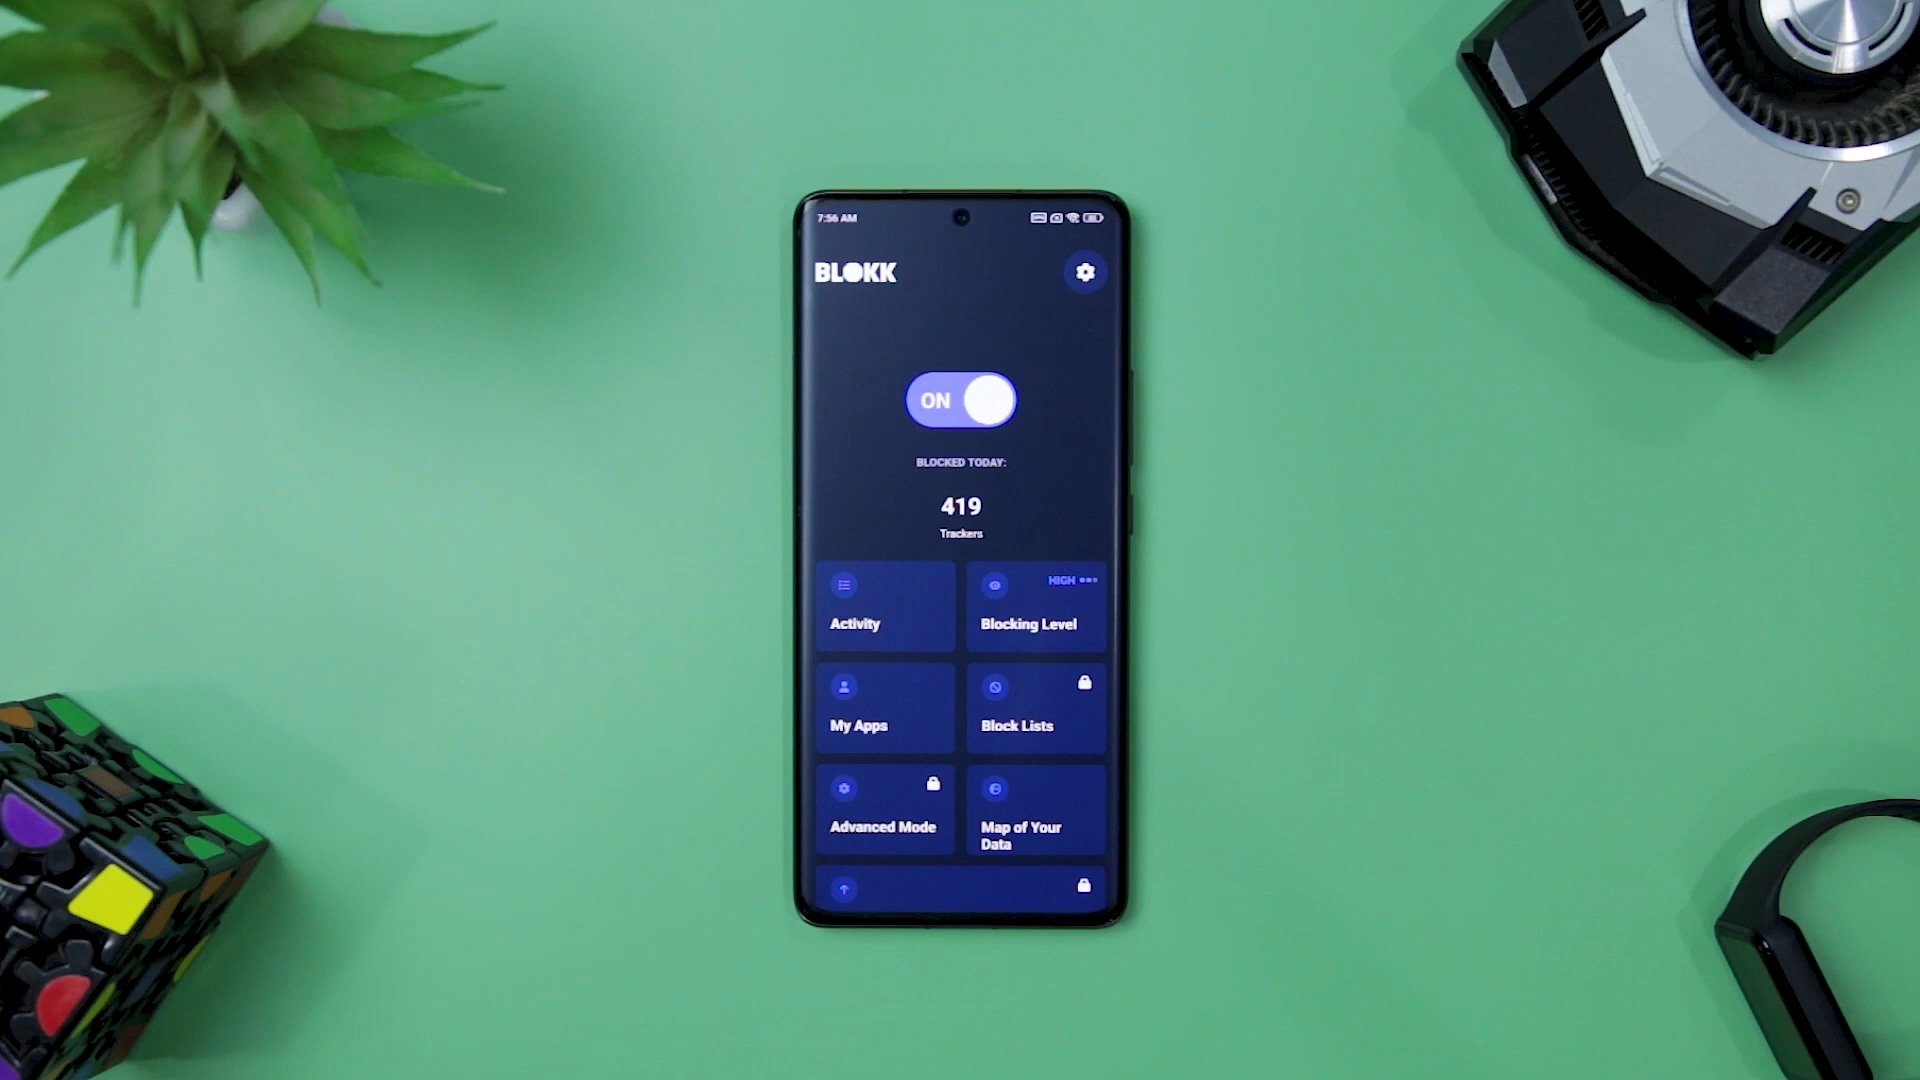 7:56 AM
BLOKK
ON
BLOCKED TODAY:
419
Trackers
Activity
HIGH
Blocking Level
My Apps
Block Lists
Advanced Mode
Map of Your
Data